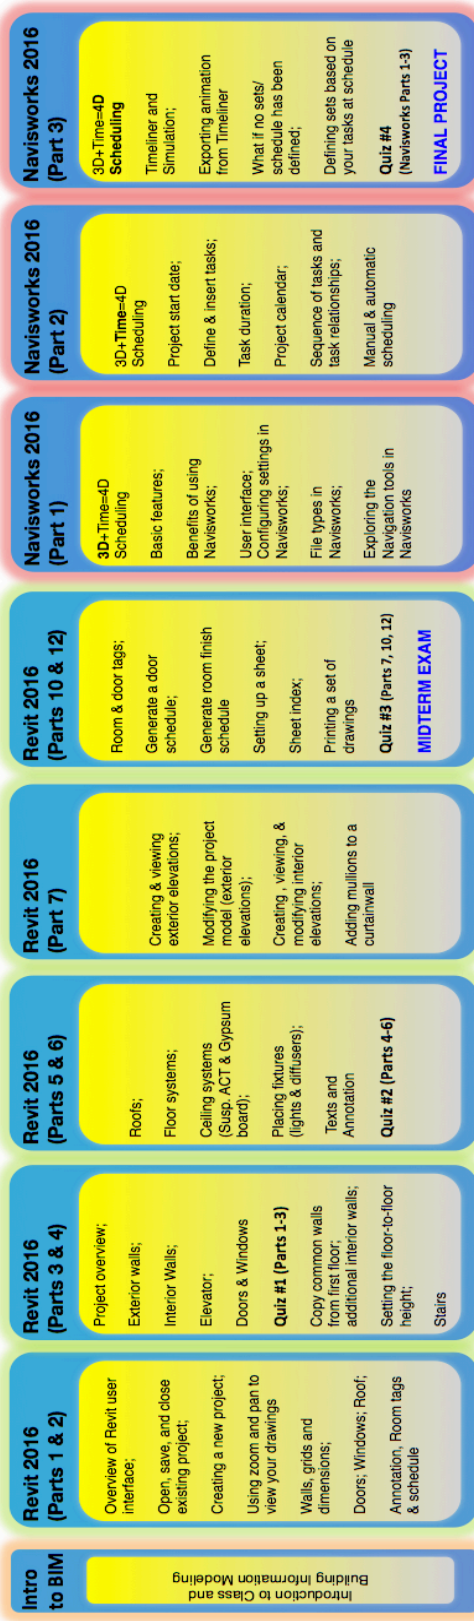 Intro
to BIM
Introduction to Class and
Building Information Modeling
Revit 2016
(Parts 1 & 2)
Overview of Revit user
interface;
Open, save, and close
existing project;
Creating a new project;
Using zoom and pan to
view your drawings
Walls, grids and
dimensions;
Doors; Windows; Roof;
Annotation, Room tags
& schedule
Revit 2016
(Parts 3 & 4)
Project overview;
Exterior walls;
Interior Walls;
Elevator;
Doors & Windows
Quiz #1 (Parts 1-3)
Copy common walls
from first floor;
additional interior walls;
Setting the floor-to-floor
height;
Stairs
Revit 2016
(Parts 5 & 6)
Roofs;
Floor systems;
Ceiling systems
(Susp. ACT & Gypsum
board);
Placing fixtures
(lights & diffusers);
Texts and
Annotation
Quiz #2 (Parts 4-6)
Revit 2016
(Part 7)
Creating & viewing
exterior elevations;
Modifying the project
model (exterior
elevations);
Creating , viewing, &
modifying interior
elevations;
Adding mullions to a
curtainwall
Revit 2016
(Parts 10 & 12)
Room & door tags;
Generate a door
schedule;
Generate room finish
schedule
Setting up a sheet;
Sheet index;
Printing a set of
drawings
Quiz #3 (Parts 7, 10, 12)
MIDTERM EXAM
Navisworks 2016
(Part 1)
3D+Time=4D
Scheduling
Basic features;
Benefits of using
Navisworks;
User interface;
Configuring settings in
Navisworks;
File types in
Navisworks;
Exploring the
Navigation tools in
Navisworks
Navisworks 2016
(Part 2)
3D+Time=4D
Scheduling
Project start date;
Define & insert tasks;
Task duration;
Project calendar;
Sequence of tasks and
task relationships;
Manual & automatic
scheduling
Navisworks 2016
(Part 3)
3D+Time=4D
Scheduling
Timeliner and
Simulation;
Exporting animation
from Timeliner
What if no sets/
schedule has been
defined;
Defining sets based on
your tasks at schedule
Quiz #4
(Navisworks Parts 1-3)
FINAL PROJECT